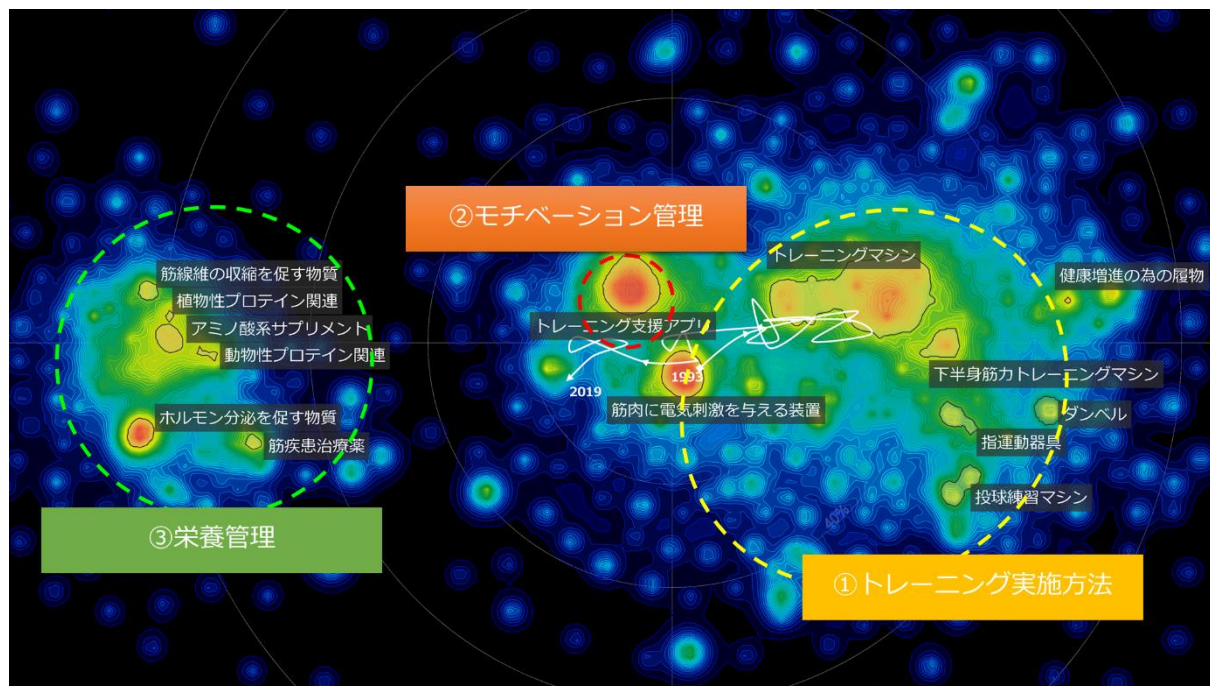 ②モチベーション管理
トレーニングマシン
健康増進の為の履物
筋線維の収縮を促す物質
植物性プロテイン関連
アミノ酸系サプリメント
動物性プロテイン関連
トレーニング支援アプリ
1993
2019
下半身筋力トレーニングマシン
筋肉に電気刺激を与える装置
ダンベル
ホルモン分泌を促す物質
筋疾患治療薬
指運動器具
投球練習マシン
40%
③栄養管理
①トレーニング実施方法